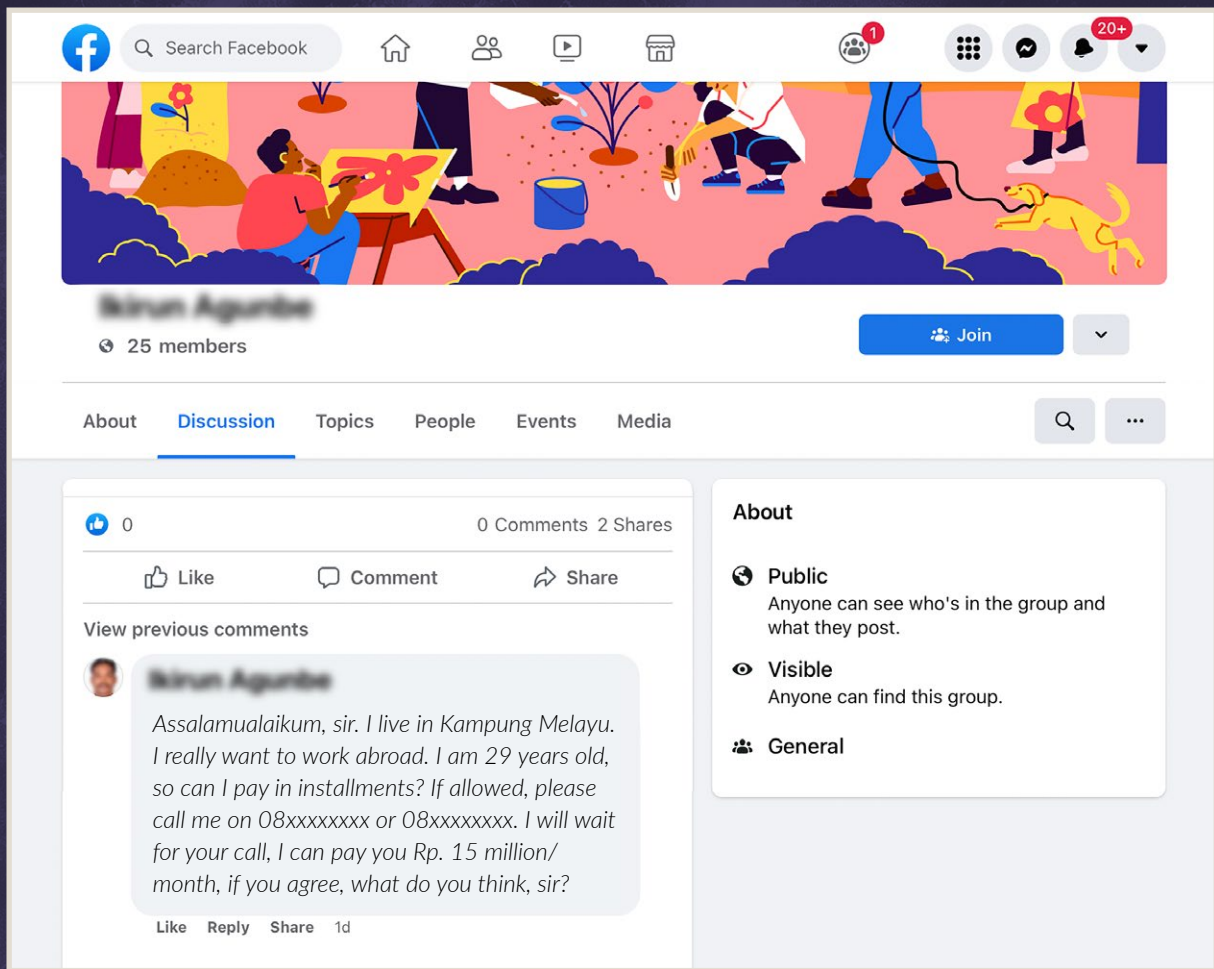 Search Facebook
1
20+
25 members
Join
About Discussion Topics People Events Media
0
0 Comments 2 Shares
Like Comment Share
View previous comments
Assalamualaikum, sir. I live in Kampung Melayu.
I really want to work abroad. I am 29 years old,
so can I pay in installments? If allowed, please
call me on 08xxxxxxxx or 08xxxxxxxx. I will wait
for your call, I can pay you Rp. 15 million/
month, if you agree, what do you think, sir?
Like Reply Share 1d
About
Public
Anyone can see who's in the group and
what they post.
Visible
Anyone can find this group.
General